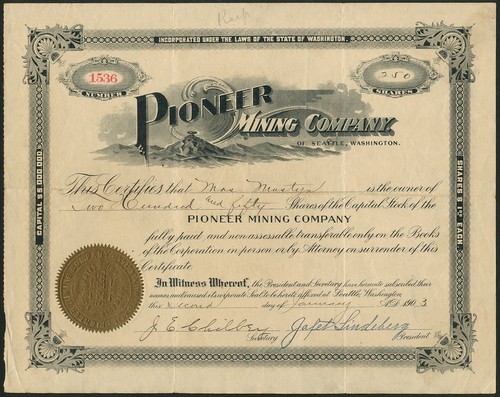 Keep
INCORPORATED UNDER THE LAWS OF THE STATE OF WASHINGTON.
1536
NUMBER
250
SHARES
PIONEER
MINING COMPANY
OF SEATTLE, WASHINGTON.
CAPITAL $5,000,000.
SHARES $1.00 EACH.
This Certifies that Mrs is the owner of
Two Hundred and fifty Shares of the Capital Stock of the
PIONEER MINING COMPANY
fully paid and non-assessable transferable only on the Books
of the Corporation in person or by Attorney on surrender of this
Certificate.
In Witness Whereof, the President and Secretary have hereunto subscribed their
names and caused the corporate Seal to be hereto affixed at Seattle, Washington
this second day of January A.D. 1903
J E Chilberg Jafet Lindeberg
Secretary President